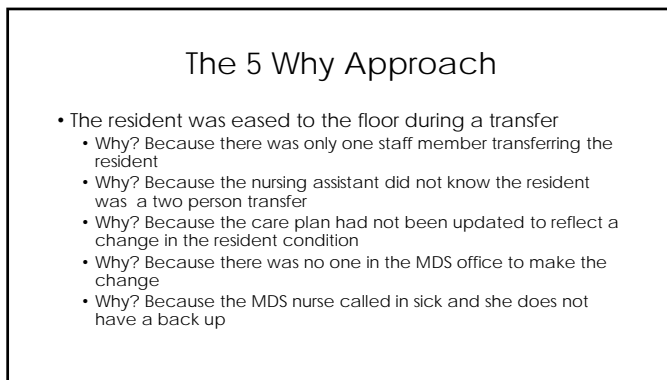 The 5 Why Approach
• The resident was eased to the floor during a transfer
• Why? Because there was only one staff member transferring the
resident
• Why? Because the nursing assistant did not know the resident
was a two person transfer
• Why? Because the care plan had not been updated to reflect a
change in the resident condition
• Why? Because there was no one in the MDS office to make the
change
• Why? Because the MDS nurse called in sick and she does not
have a back up